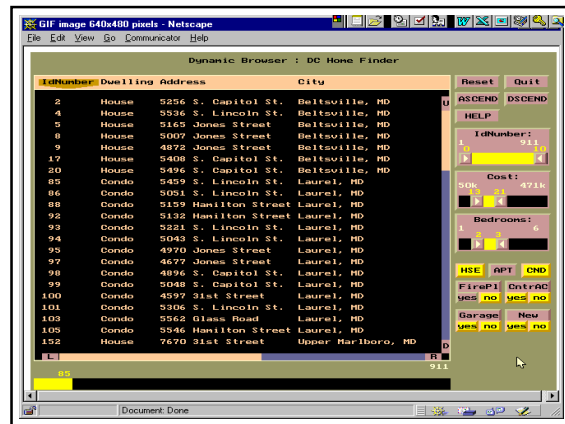 GIF image 640x480 pixels - Netscape
File Edit View Go Communicator Help
Dynamic Browser : DC Home Finder
IdNumber Dwelling Address City
2 House 5256 S. Capitol St. Beltsville, MD
4 House 5536 S. Lincoln St. Beltsville, MD
5 House 5165 Jones Street Beltsville, MD
8 House 5007 Jones Street Beltsville, MD
9 House 4872 Jones Street Beltsville, MD
17 House 5408 S. Capitol St. Beltsville, MD
20 House 5496 S. Capitol St. Beltsville, MD
85 Condo 5459 S. Lincoln St. Laurel, MD
86 Condo 5051 S. Lincoln St. Laurel, MD
88 Condo 5159 Hamilton Street Laurel, MD
92 Condo 5132 Hamilton Street Laurel, MD
93 Condo 5221 S. Lincoln St. Laurel, MD
94 Condo 5043 S. Lincoln St. Laurel, MD
95 Condo 4970 Jones Street Laurel, MD
97 Condo 4677 Jones Street Laurel, MD
98 Condo 4896 S. Capitol St. Laurel, MD
99 Condo 5048 S. Capitol St. Laurel, MD
100 Condo 4597 31st Street Laurel, MD
101 Condo 5306 S. Lincoln St. Laurel, MD
103 Condo 5562 Glass Road Laurel, MD
105 Condo 5546 Hamilton Street Laurel, MD
152 House 7670 31st Street Upper Marlboro, MD
U
D
L R
85 911
Reset Quit
ASCEND DSCEND
HELP
IdNumber:
1 911
0 10
Cost:
50k 471k
13 21
Bedrooms:
1 6
2 3
HSE APT CND
FirePl CntrAC
yes no yes no
Garage New
yes no yes no
Document: Done